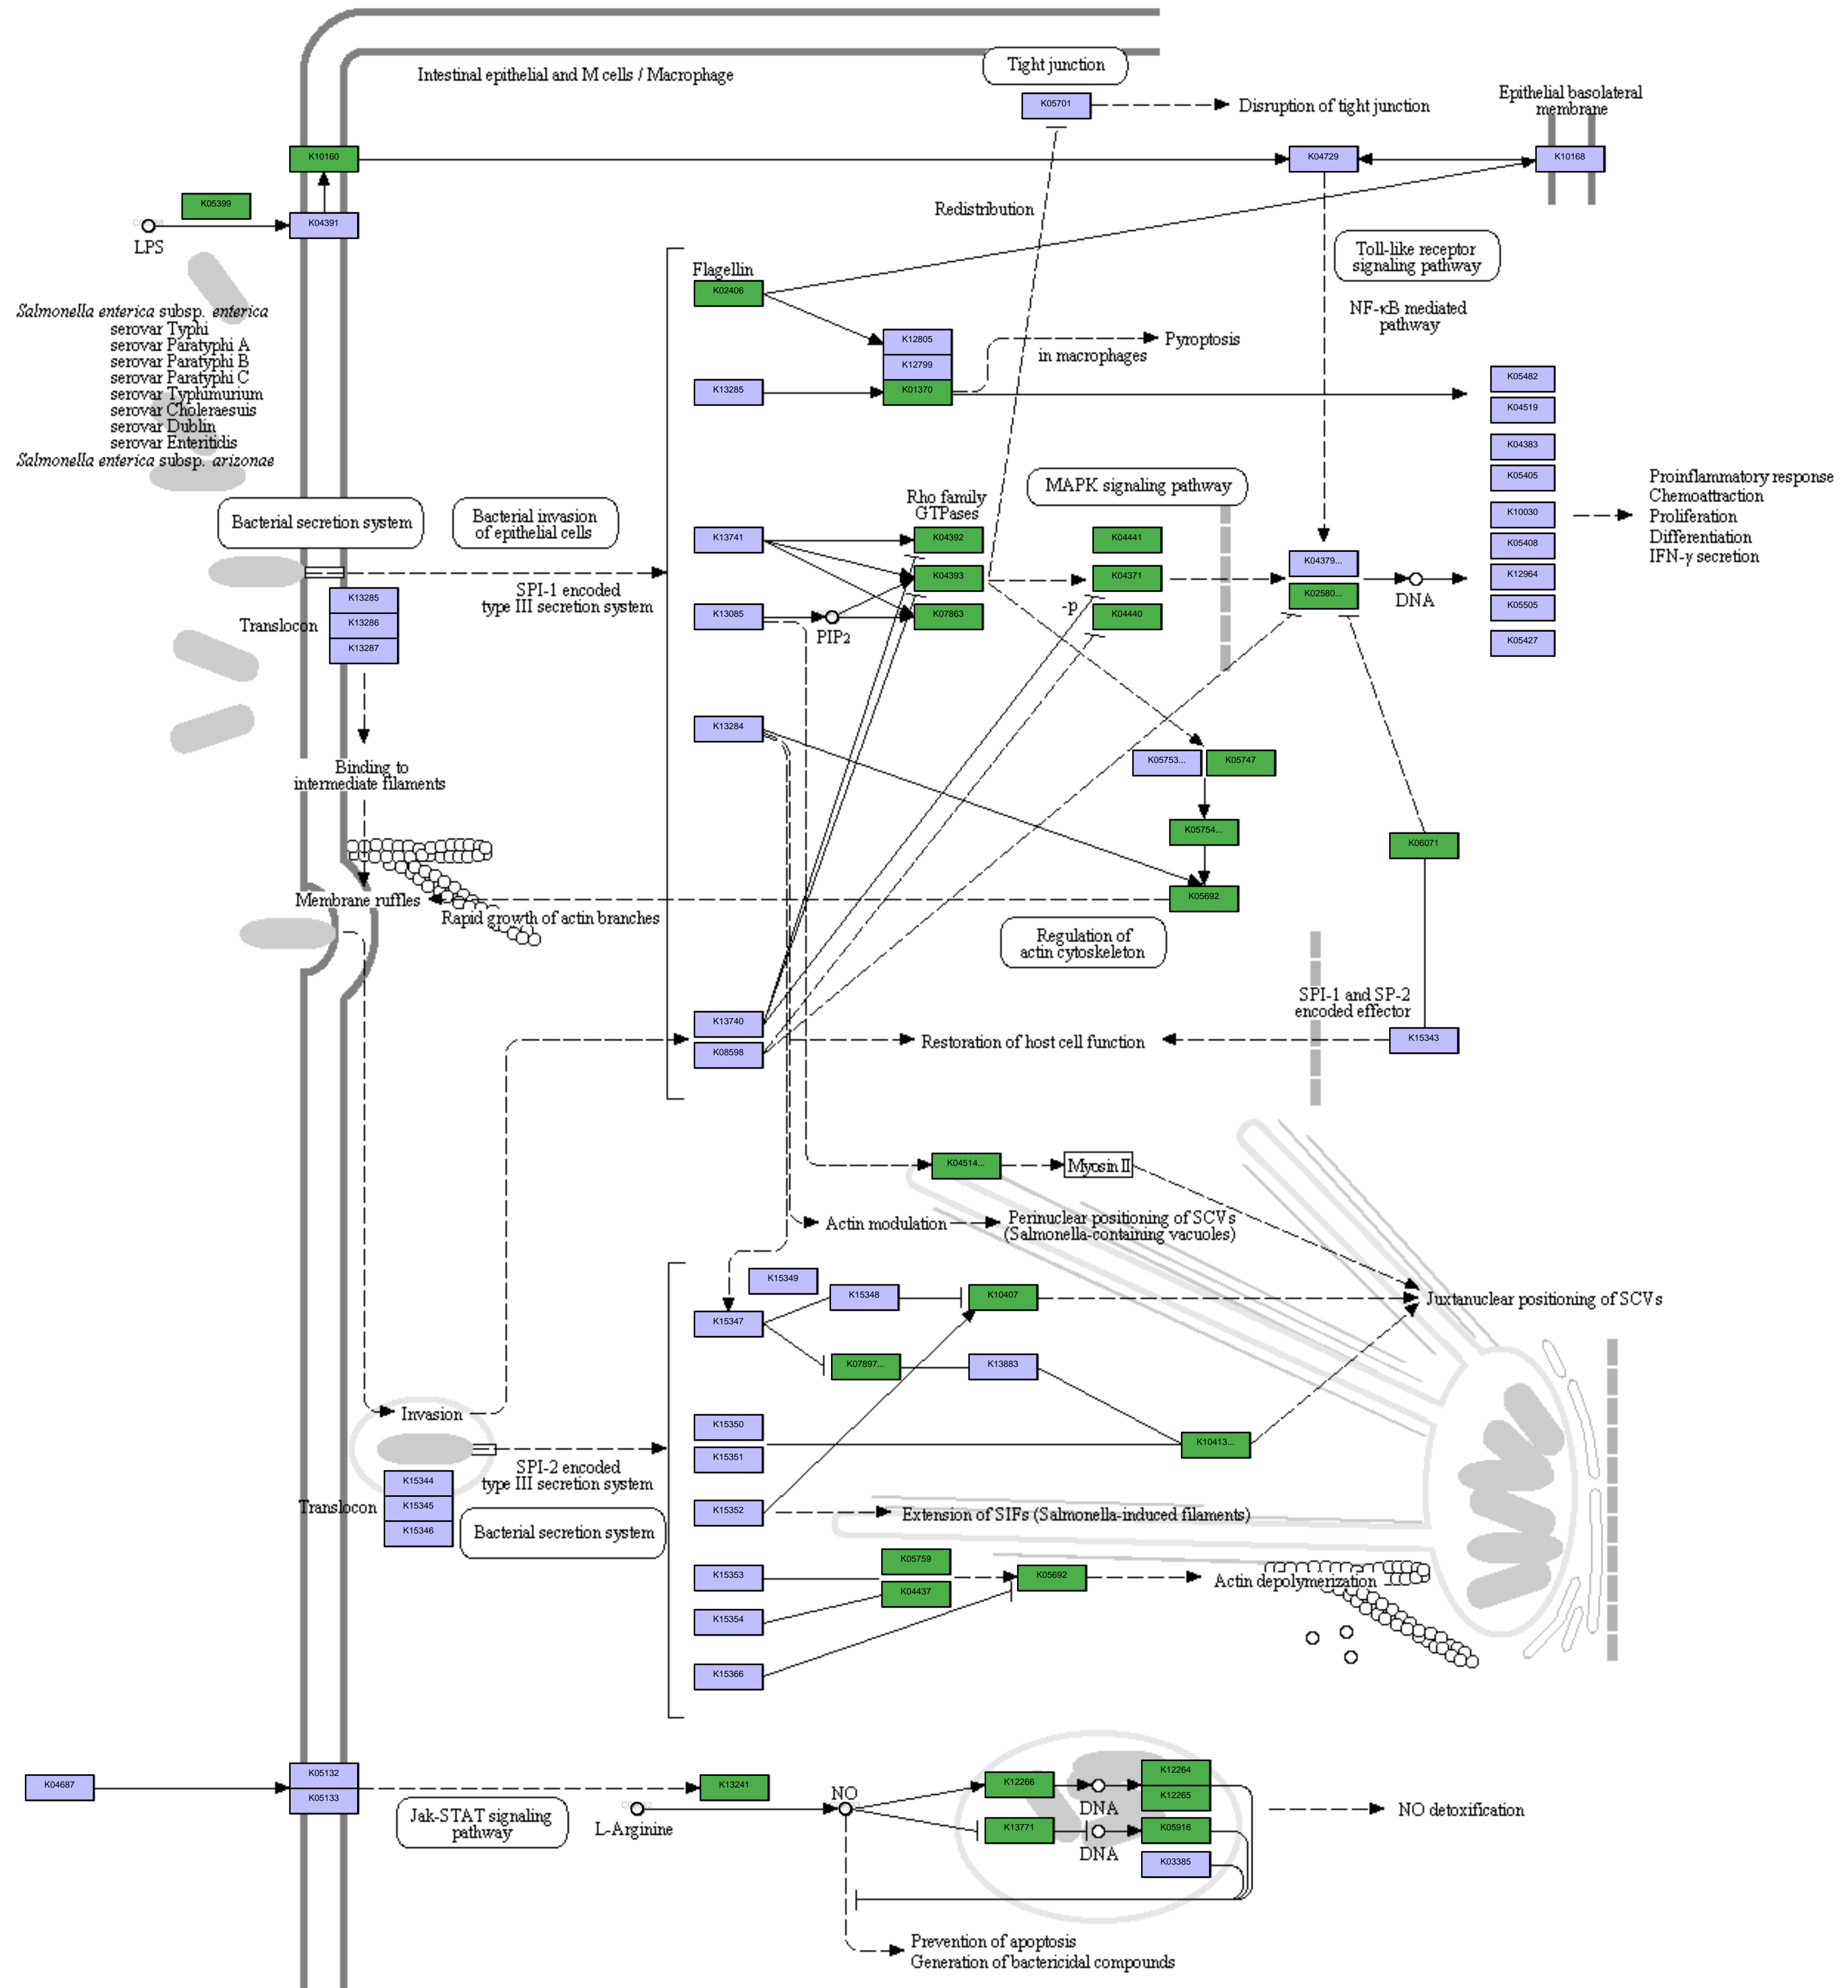 Intestinal epithelial and M cells / Macrophage
Tight junction
K05701
Disruption of tight junction
Epithelial basolateral
membrane
K10160
K04729
K10168
K05399
K04391
LPS
Redistribution
Toll-like receptor
signaling pathway
NF-κB mediated
pathway
Flagellin
K02406
Salmonella enterica subsp. enterica
serovar Typhi
serovar Paratyphi A
serovar Paratyphi B
serovar Paratyphi C
serovar Typhimurium
serovar Choleraesuis
serovar Dublin
serovar Enteritidis
Salmonella enterica subsp. arizonae
K12805
K12799
K01370
K13285
in macrophages
Pyroptosis
K05482
K04519
K04383
K05405
K10030
K05408
K12964
K05505
K05427
Proinflammatory response
Chemoattraction
Proliferation
Differentiation
IFN-γ secretion
Bacterial secretion system
Bacterial invasion
of epithelial cells
MAPK signaling pathway
Rho family
GTPases
K13741
K04392
K04441
K04393
K04371
K04379...
K02580...
DNA
SPI-1 encoded
type III secretion system
K13085
PIP2
K07863
-p
K04440
Translocon
K13285
K13286
K13287
K13284
K05753...
K05747
Binding to
intermediate filaments
K05754...
K06071
Membrane ruffles
Rapid growth of actin branches
K05692
Regulation of
actin cytoskeleton
SPI-1 and SP-2
encoded effector
K13740
K08598
Restoration of host cell function
K15343
K04514...
Myosin II
Actin modulation
Perinuclear positioning of SCVs
(Salmonella-containing vacuoles)
K15349
K15348
K10407
K15347
Juxtanuclear positioning of SCVs
K07897...
K13883
Invasion
K15350
K15351
K10413...
SPI-2 encoded
type III secretion system
Translocon
K15344
K15345
K15346
Bacterial secretion system
K15352
Extension of SIFs (Salmonella-induced filaments)
K05759
K15353
K04437
K05692
Actin depolymerization
K15354
K15366
K04687
K05132
K05133
K13241
Jak-STAT signaling
pathway
L-Arginine
NO
K12266
DNA
K12264
K12265
K13771
DNA
K05916
K03385
NO detoxification
Prevention of apoptosis
Generation of bactericidal compounds